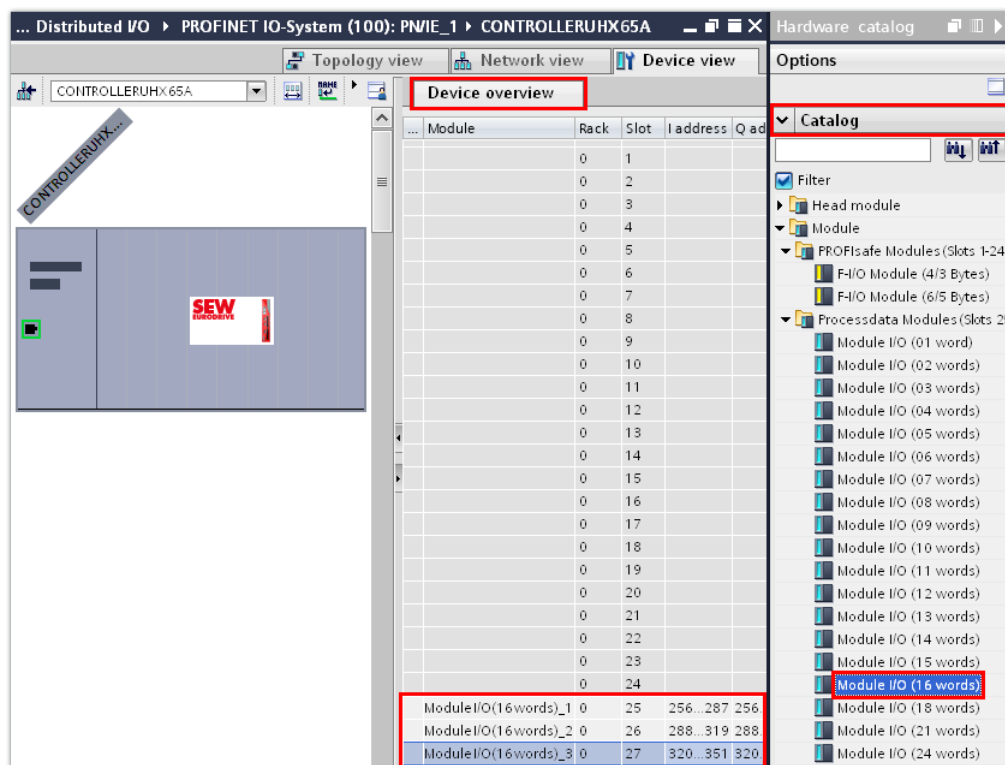 ... Distributed I/O ▸ PROFINET IO-System (100): PN/IE_1 ▸ CONTROLLERUHX65A
Hardware catalog
Topology view
Network view
Device view
Options
CONTROLLERUHX65A
Device overview
Catalog
... Module Rack Slot I address Q ad
0 1
0 2
0 3
0 4
0 5
0 6
0 7
0 8
0 9
0 10
0 11
0 12
0 13
0 14
0 15
0 16
0 17
0 18
0 19
0 20
0 21
0 22
0 23
0 24
Module I/O (16 words)_1 0 25 256...287 256.
Module I/O (16 words)_2 0 26 288...319 288.
Module I/O (16 words)_3 0 27 320...351 320.
CONTROLLERUHX...
SEW
EURODRIVE
Filter
Head module
Module
PROFIsafe Modules (Slots 1-24
F-I/O Module (4/3 Bytes)
F-I/O Module (6/5 Bytes)
Processdata Modules (Slots 2
Module I/O (01 word)
Module I/O (02 words)
Module I/O (03 words)
Module I/O (04 words)
Module I/O (05 words)
Module I/O (06 words)
Module I/O (07 words)
Module I/O (08 words)
Module I/O (09 words)
Module I/O (10 words)
Module I/O (11 words)
Module I/O (12 words)
Module I/O (13 words)
Module I/O (14 words)
Module I/O (15 words)
Module I/O (16 words)
Module I/O (18 words)
Module I/O (21 words)
Module I/O (24 words)